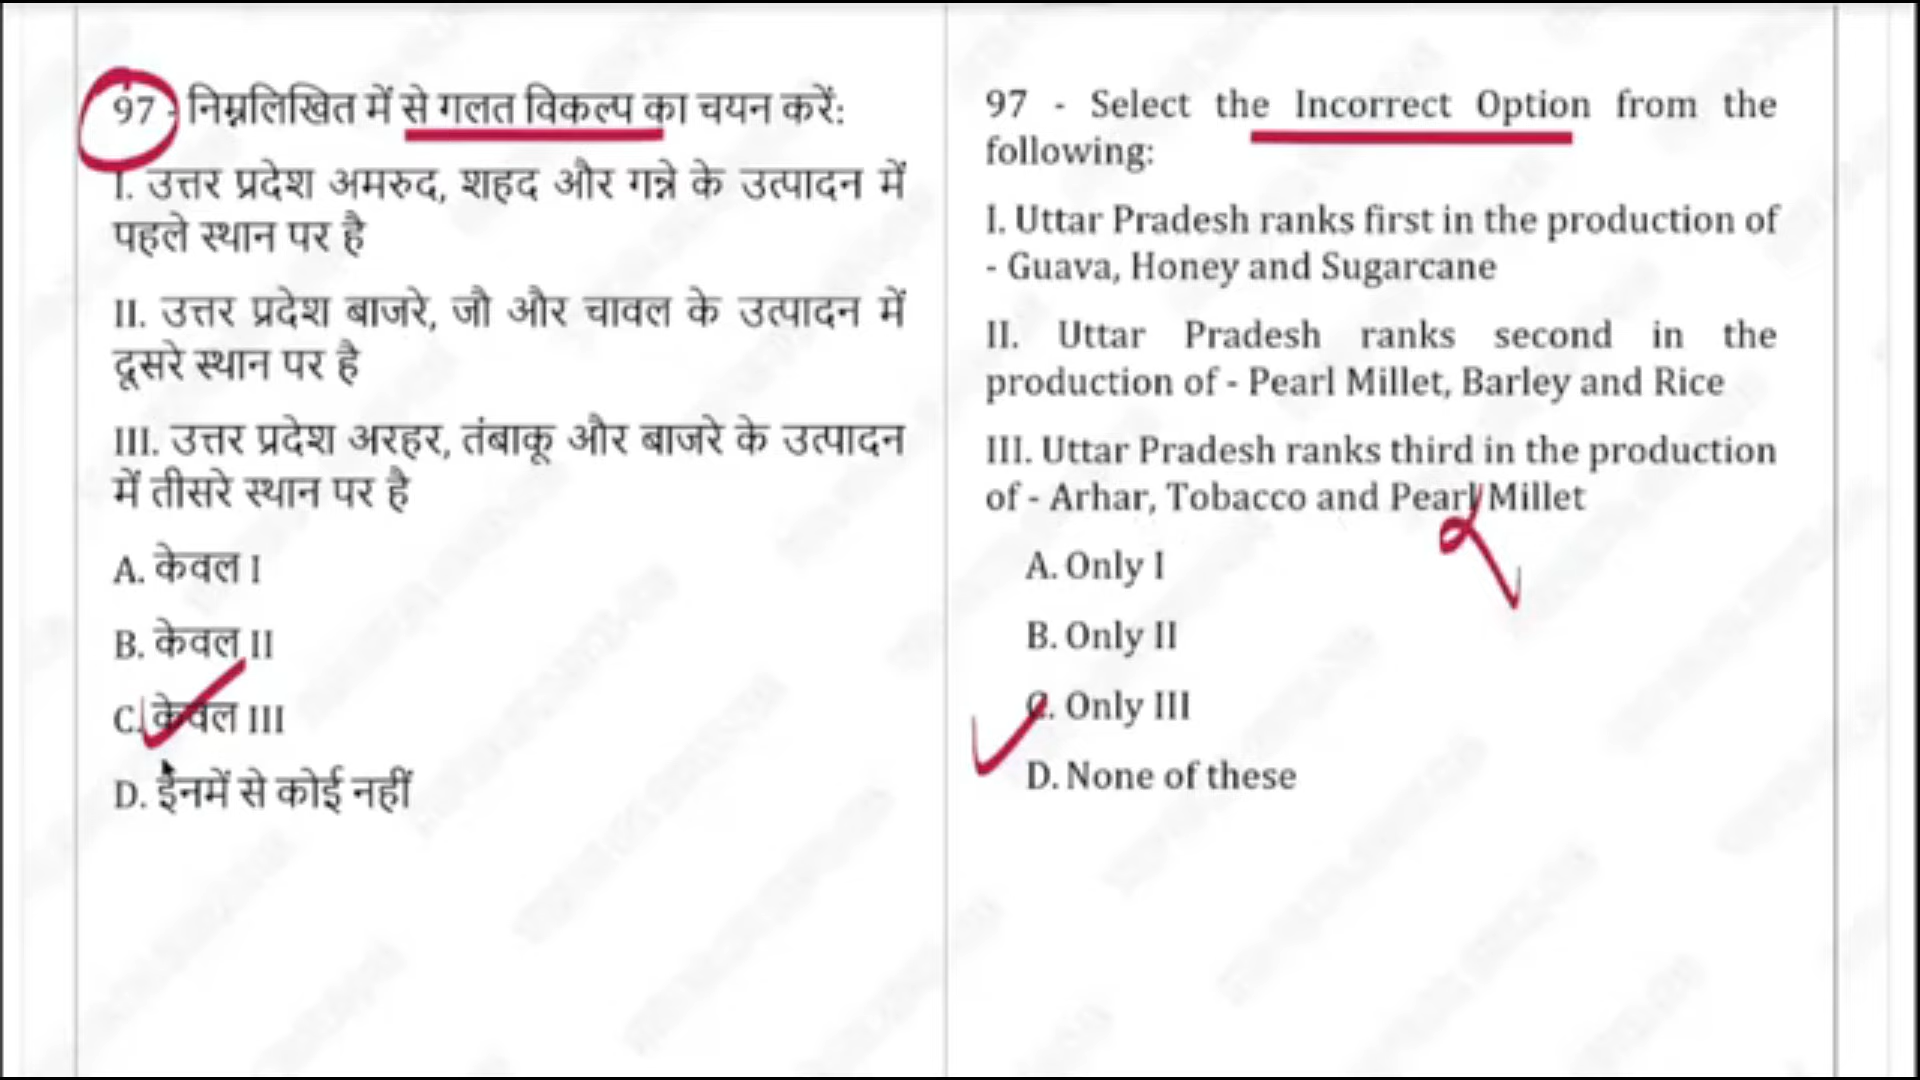 97 - निम्नलिखित में से गलत विकल्प का चयन करें:
I. उत्तर प्रदेश अमरुद, शहद और गन्ने के उत्पादन में
पहले स्थान पर है
II. उत्तर प्रदेश बाजरे, जौ और चावल के उत्पादन में
दूसरे स्थान पर है
III. उत्तर प्रदेश अरहर, तंबाकू और बाजरे के उत्पादन
में तीसरे स्थान पर है
A. केवल I
B. केवल II
C. केवल III
D. ईनमें से कोई नहीं
97 - Select the Incorrect Option from the
following:
I. Uttar Pradesh ranks first in the production of
- Guava, Honey and Sugarcane
II. Uttar Pradesh ranks second in the
production of - Pearl Millet, Barley and Rice
III. Uttar Pradesh ranks third in the production
of - Arhar, Tobacco and Pearl Millet
A. Only I
B. Only II
C. Only III
D. None of these